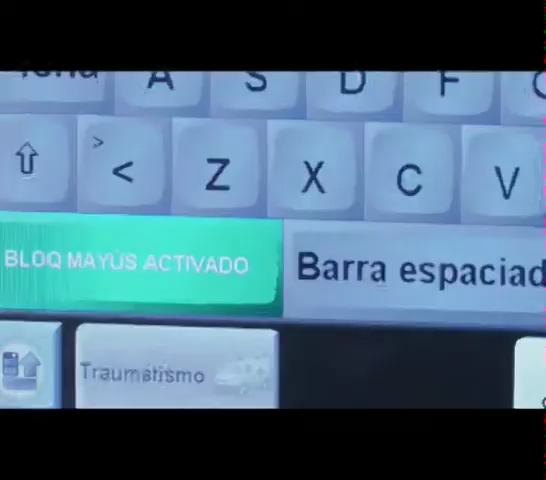 A S D F
> < Z X C V
BLOQ MAYÚS ACTIVADO Barra espaciad
Traumatismo